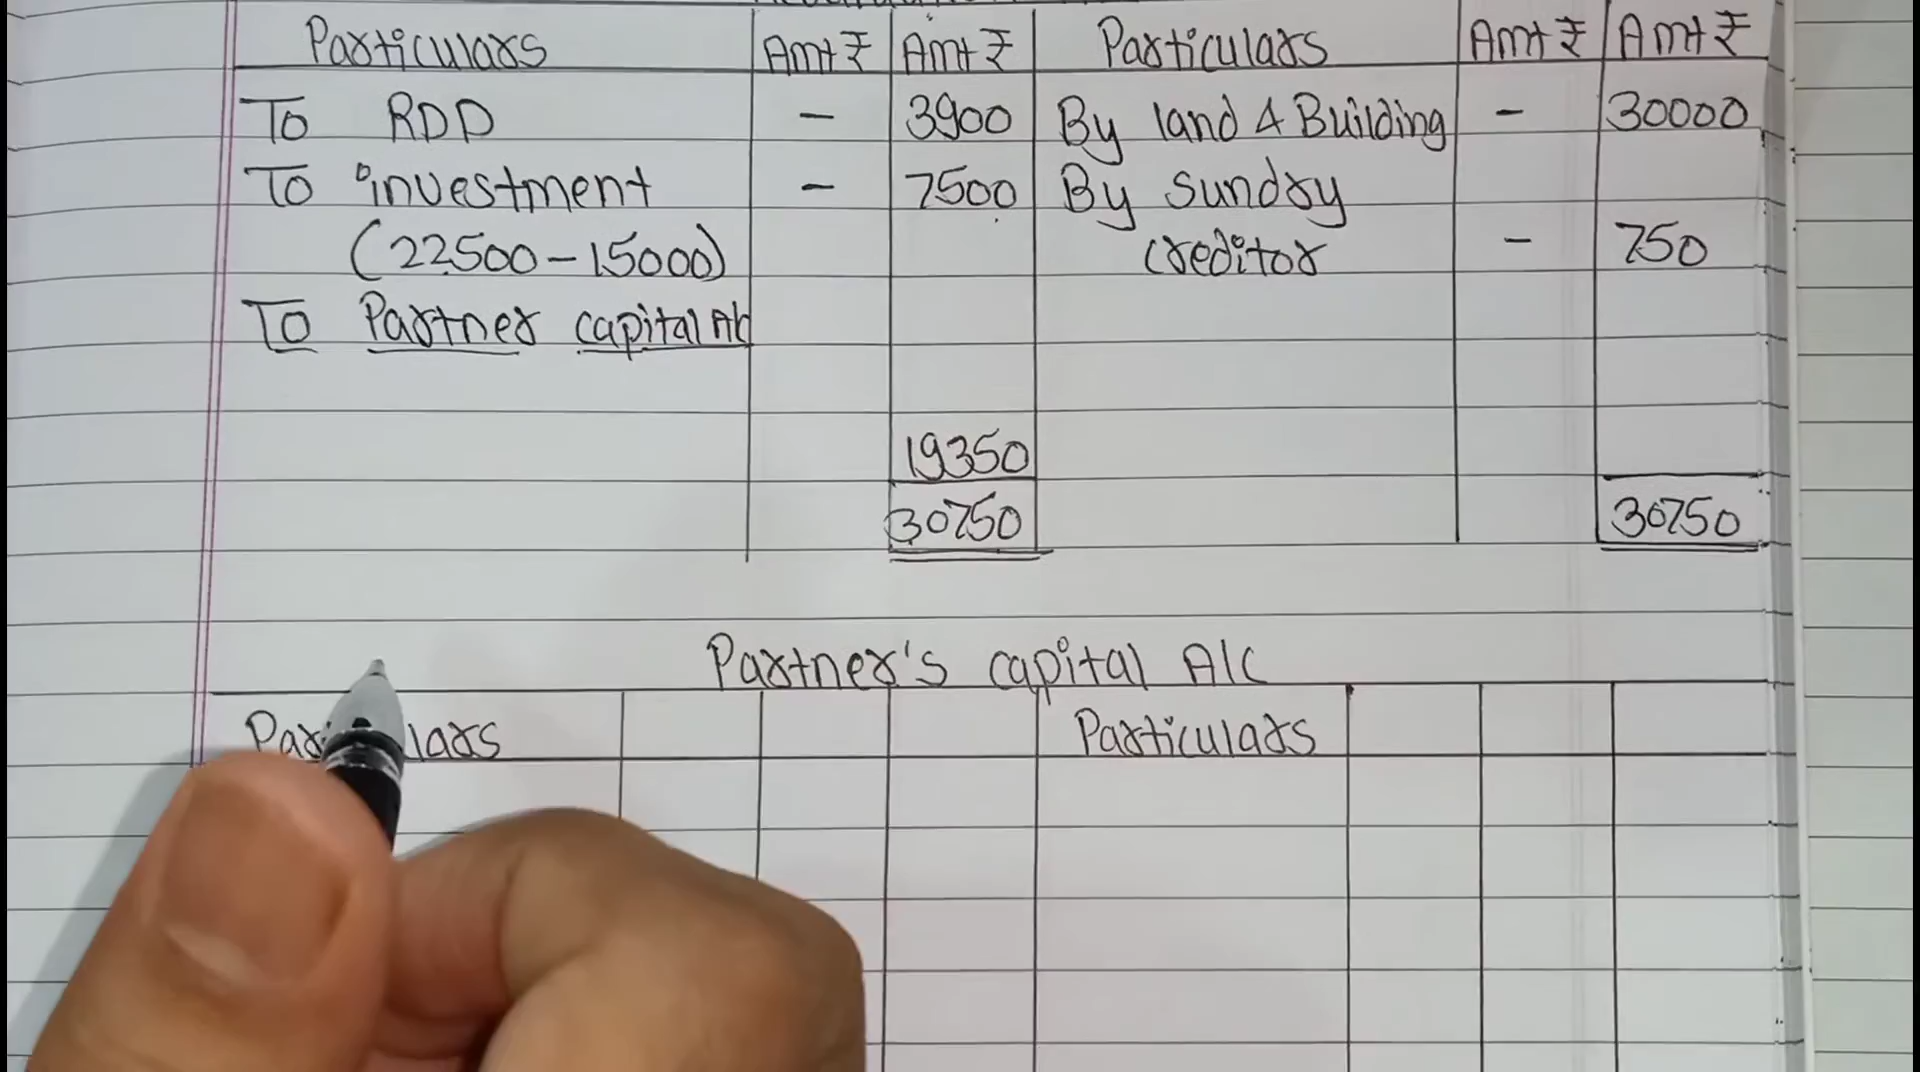 Particulars Amt ₹ Amt ₹ Particulars Amt ₹ Amt ₹
To RDD - 3900 By land & Building - 30000
To investment - 7500 By sundry
(22500-15000) creditor - 750
To Partner capital A/c
19350
30750 30750
Partner's capital A/c
Particulars Particulars